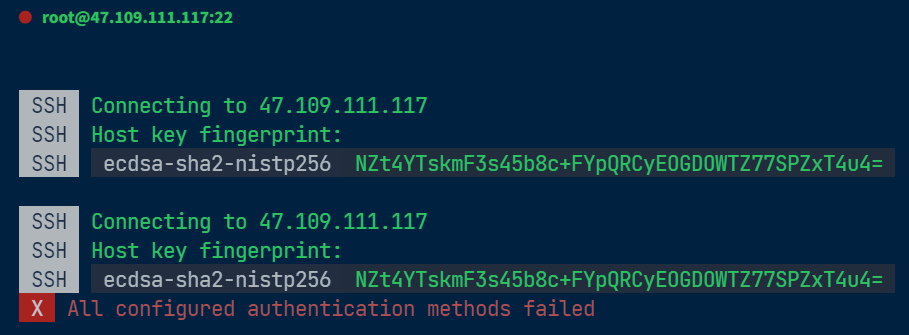 root@47.109.111.117:22
SSH Connecting to 47.109.111.117
SSH Host key fingerprint:
SSH ecdsa-sha2-nistp256 NZt4YTskmF3s45b8c+FYpQRCyEOGDOWTZ77SPZxT4u4=
SSH Connecting to 47.109.111.117
SSH Host key fingerprint:
SSH ecdsa-sha2-nistp256 NZt4YTskmF3s45b8c+FYpQRCyEOGDOWTZ77SPZxT4u4=
X All configured authentication methods failed